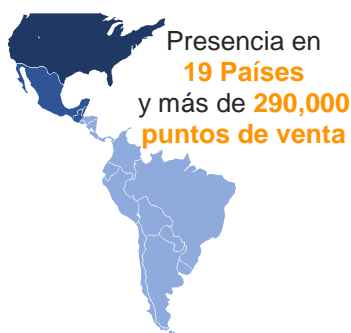 Presencia en
19 Países
y más de 290,000
puntos de venta